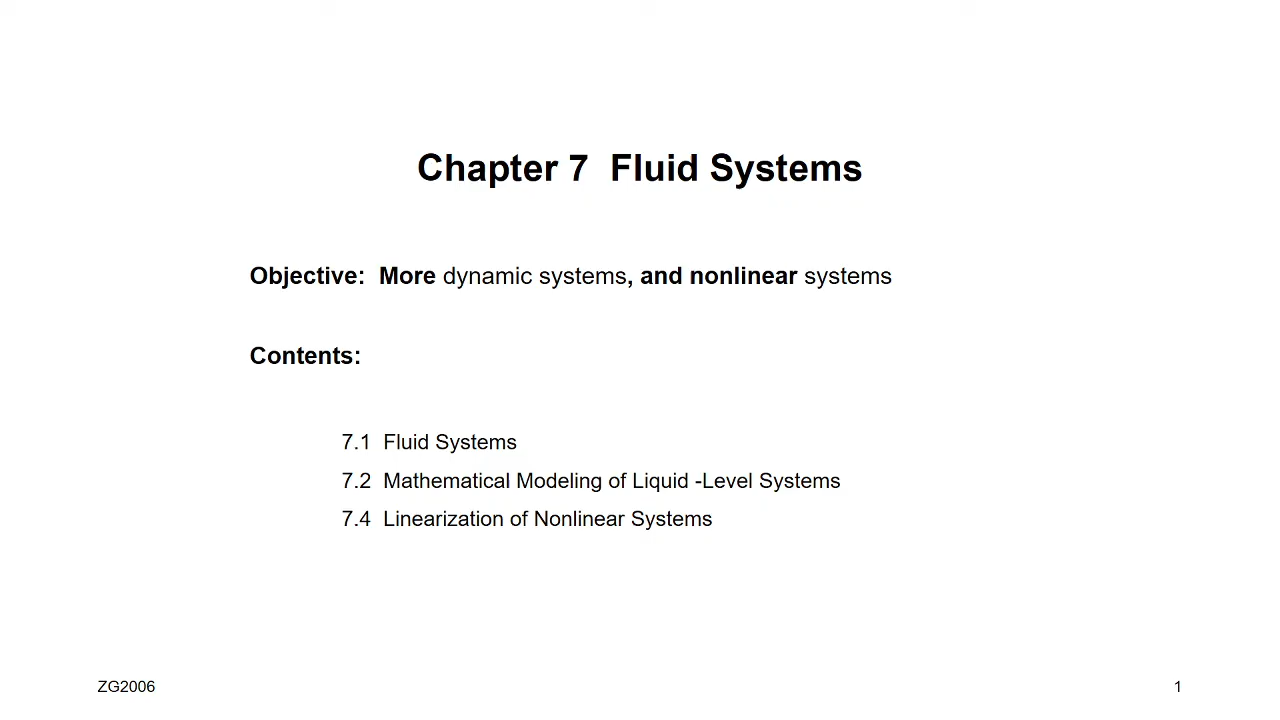 Chapter 7 Fluid Systems
Objective: More dynamic systems, and nonlinear systems
Contents:
7.1 Fluid Systems
7.2 Mathematical Modeling of Liquid -Level Systems
7.4 Linearization of Nonlinear Systems
ZG2006
1